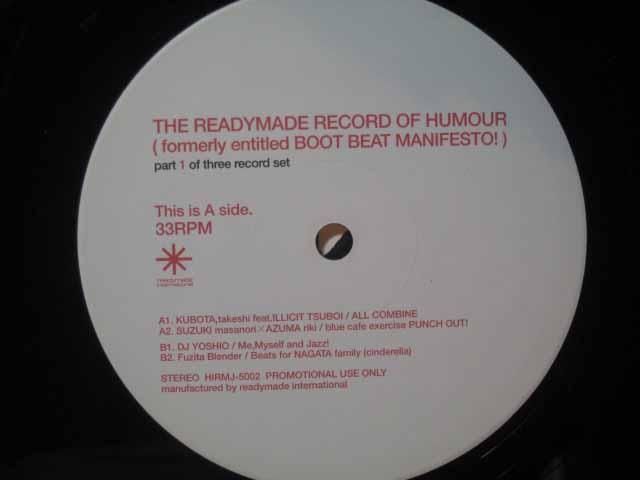 THE READYMADE RECORD OF HUMOUR
( formerly entitled BOOT BEAT MANIFESTO! )
part 1 of three record set
This is A side.
33RPM
readymade
international
A1. KUBOTA,takeshi feat.ILLICIT TSUBOI / ALL COMBINE
A2. SUZUKI masanori×AZUMA riki / blue cafe exercise PUNCH OUT!
B1. DJ YOSHIO / Me,Myself and Jazz!
B2. Fuzita Blender / Beats for NAGATA family (cinderella)
STEREO HIRMJ-5002 PROMOTIONAL USE ONLY
manufactured by readymade international